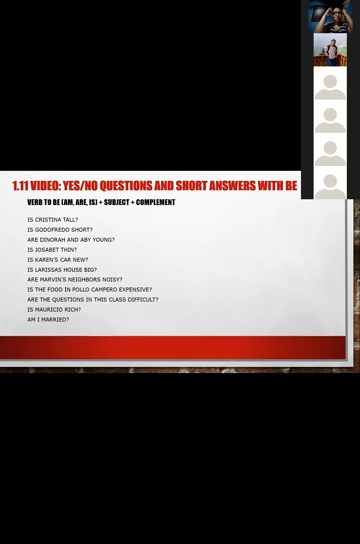 1.11 VIDEO: YES/NO QUESTIONS AND SHORT ANSWERS WITH BE
VERB TO BE (AM, ARE, IS) + SUBJECT + COMPLEMENT
IS CRISTINA TALL?
IS GODOFREDO SHORT?
ARE DINORAH AND ABY YOUNG?
IS JOSABET THIN?
IS KAREN'S CAR NEW?
IS LARISSAS HOUSE BIG?
ARE MARVIN'S NEIGHBORS NOISY?
IS THE FOOD IN POLLO CAMPERO EXPENSIVE?
ARE THE QUESTIONS IN THIS CLASS DIFFICULT?
IS MAURICIO RICH?
AM I MARRIED?